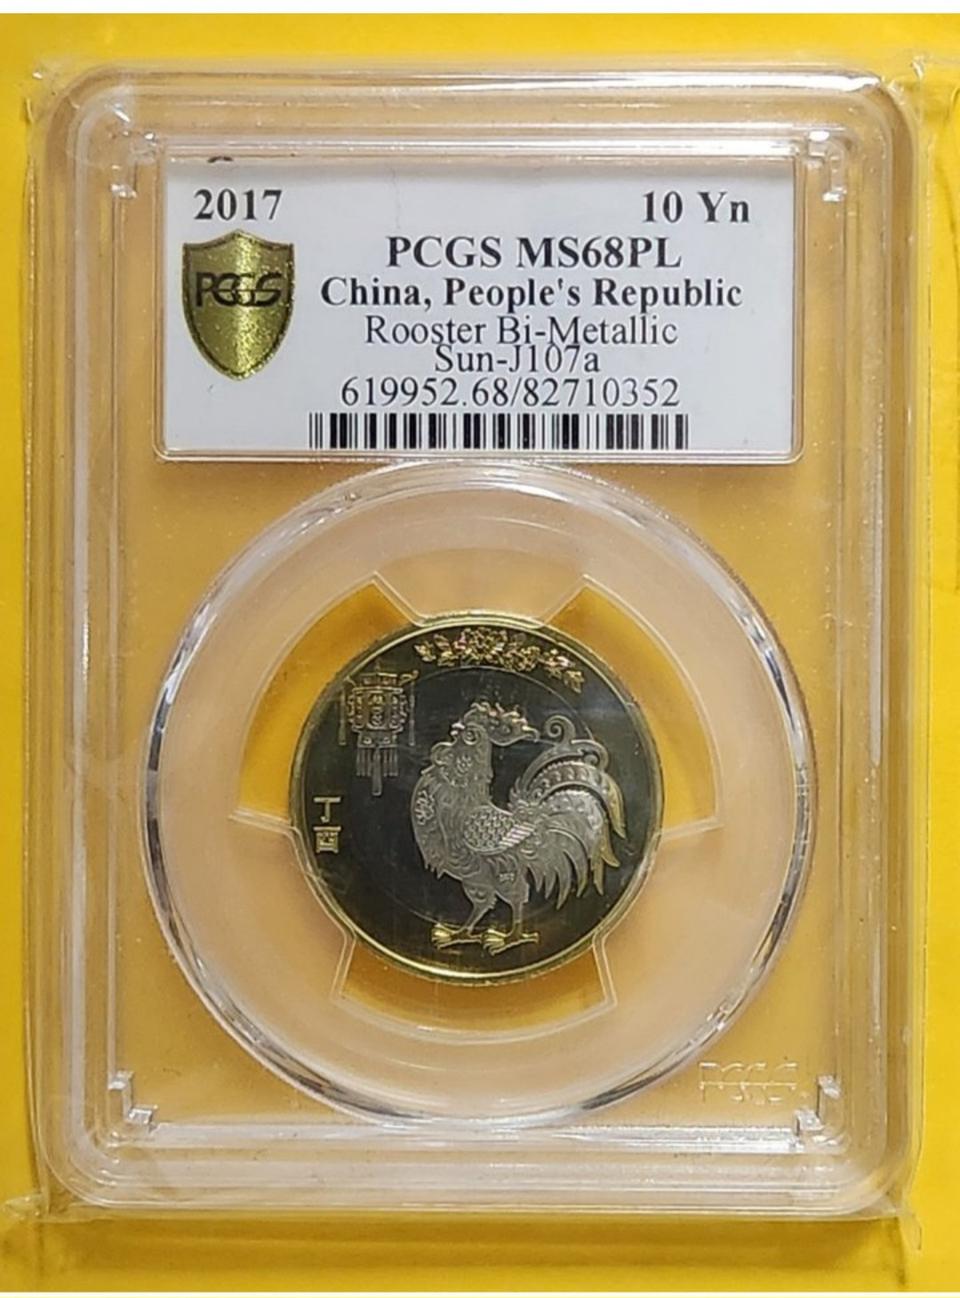 2017 10 Yn
PCGS MS68PL
PCGS
China, People's Republic
Rooster Bi-Metallic
Sun-J107a
619952.68/82710352
丁
酉
PCGS